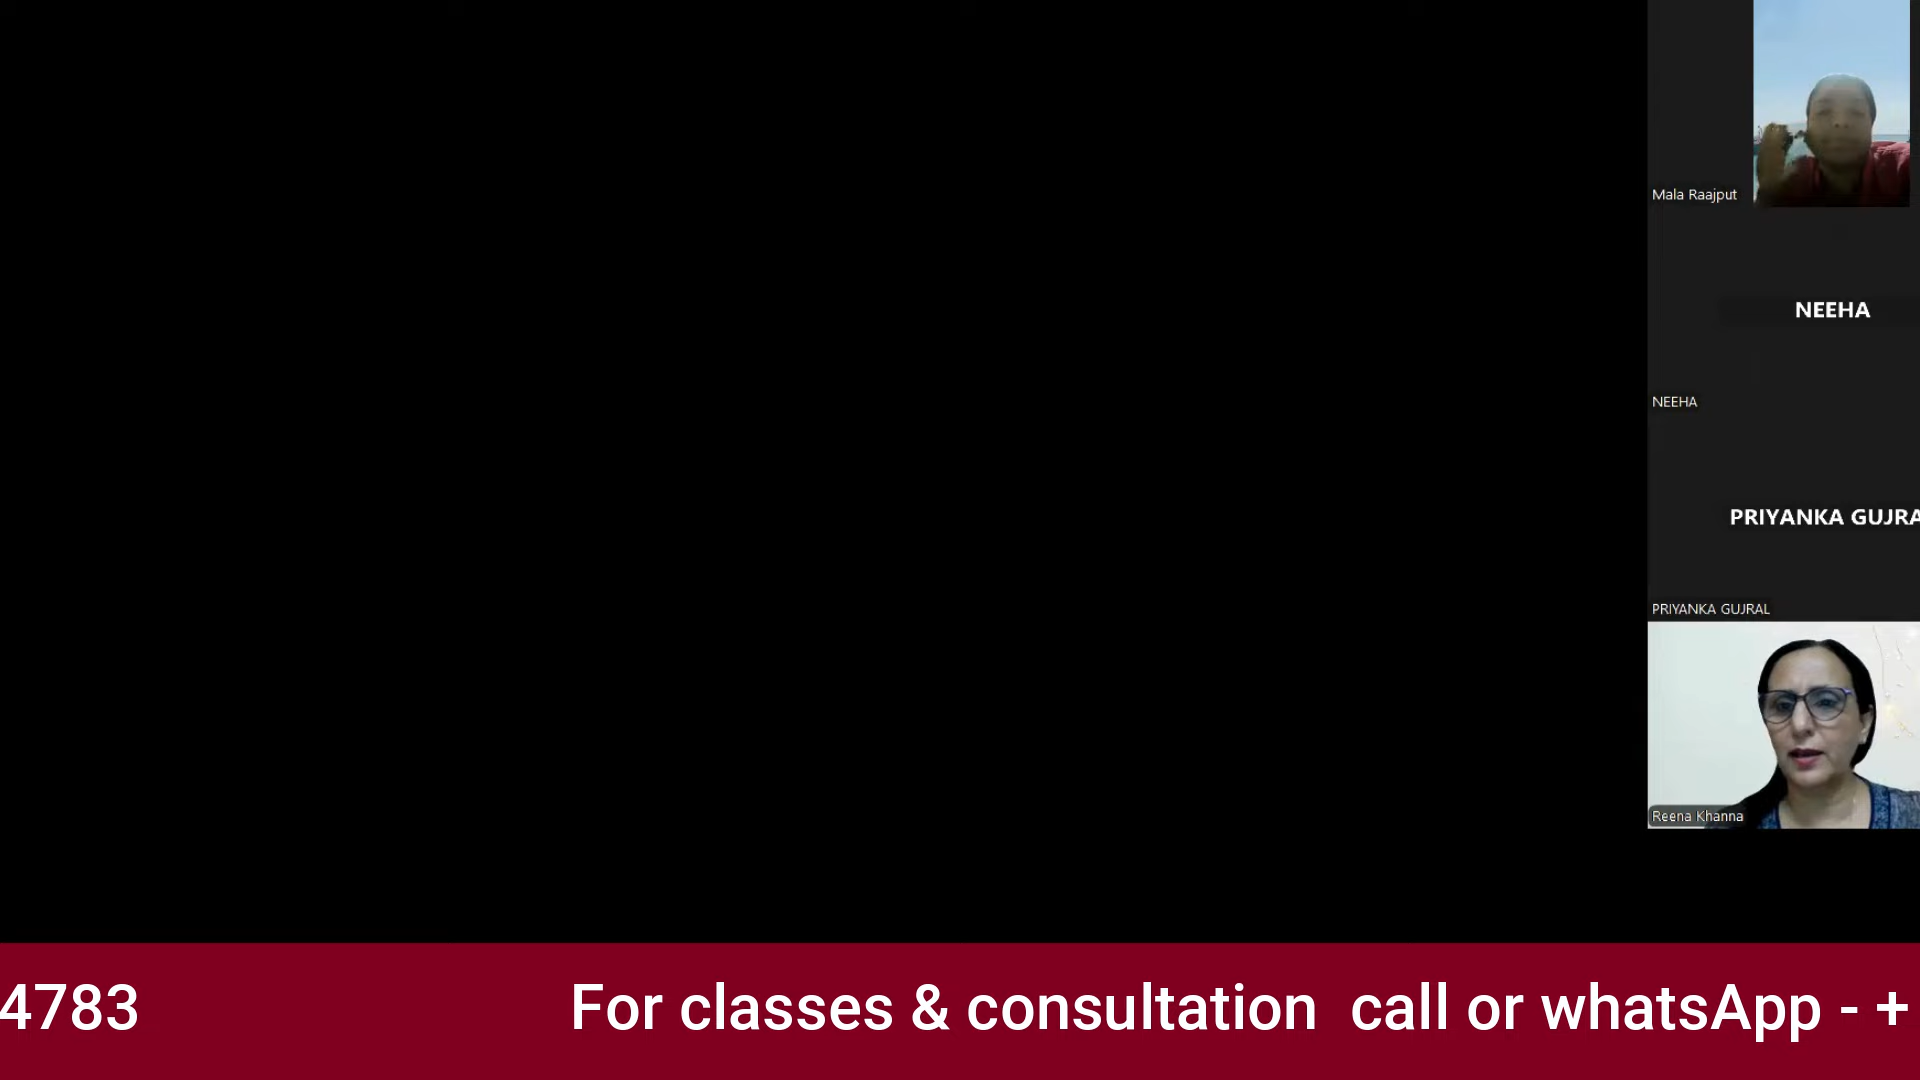 Mala Raajput
NEEHA
NEEHA
PRIYANKA GUJRA
PRIYANKA GUJRAL
Reena Khanna
4783 For classes & consultation call or whatsApp - +